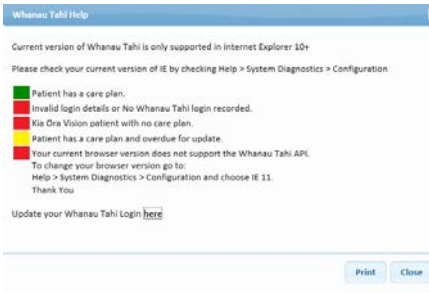 Whanau Tahi Help
Current version of Whanau Tahi is only supported in Internet Explorer 10+
Please check your current version of IE by checking Help > System Diagnostics > Configuration
Patient has a care plan.
Invalid login details or No Whanau Tahi login recorded.
Kia Ora Vision patient with no care plan.
Patient has a care plan and overdue for update.
Your current browser version does not support the Whanau Tahi API.
To change your browser version go to:
Help > System Diagnostics > Configuration and choose IE 11.
Thank You
Update your Whanau Tahi Login here
Print Close